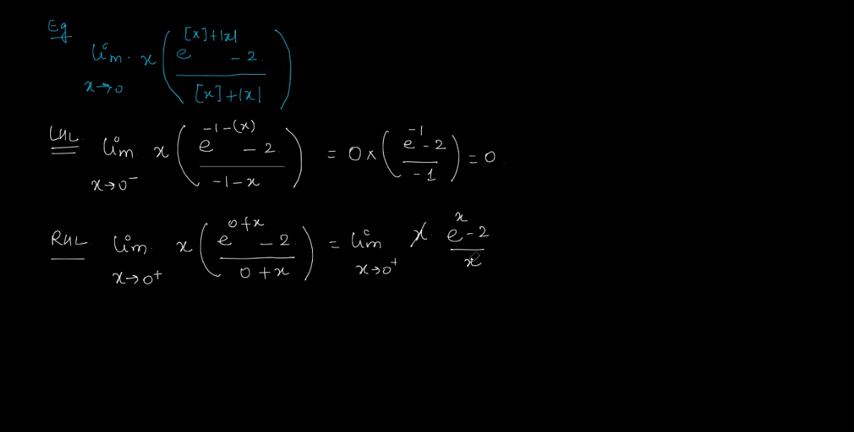 Eg
lim x→0 x ( (e^([x]+|x|) - 2) / ([x]+|x|) )
LHL lim x→0⁻ x ( (e^(-1-(x)) - 2) / (-1-x) ) = 0 × ( (e^(-1) - 2) / (-1) ) = 0.
RHL lim x→0⁺ x ( (e^(0+x) - 2) / (0+x) ) = lim x→0⁺ x · (e^x - 2) / x